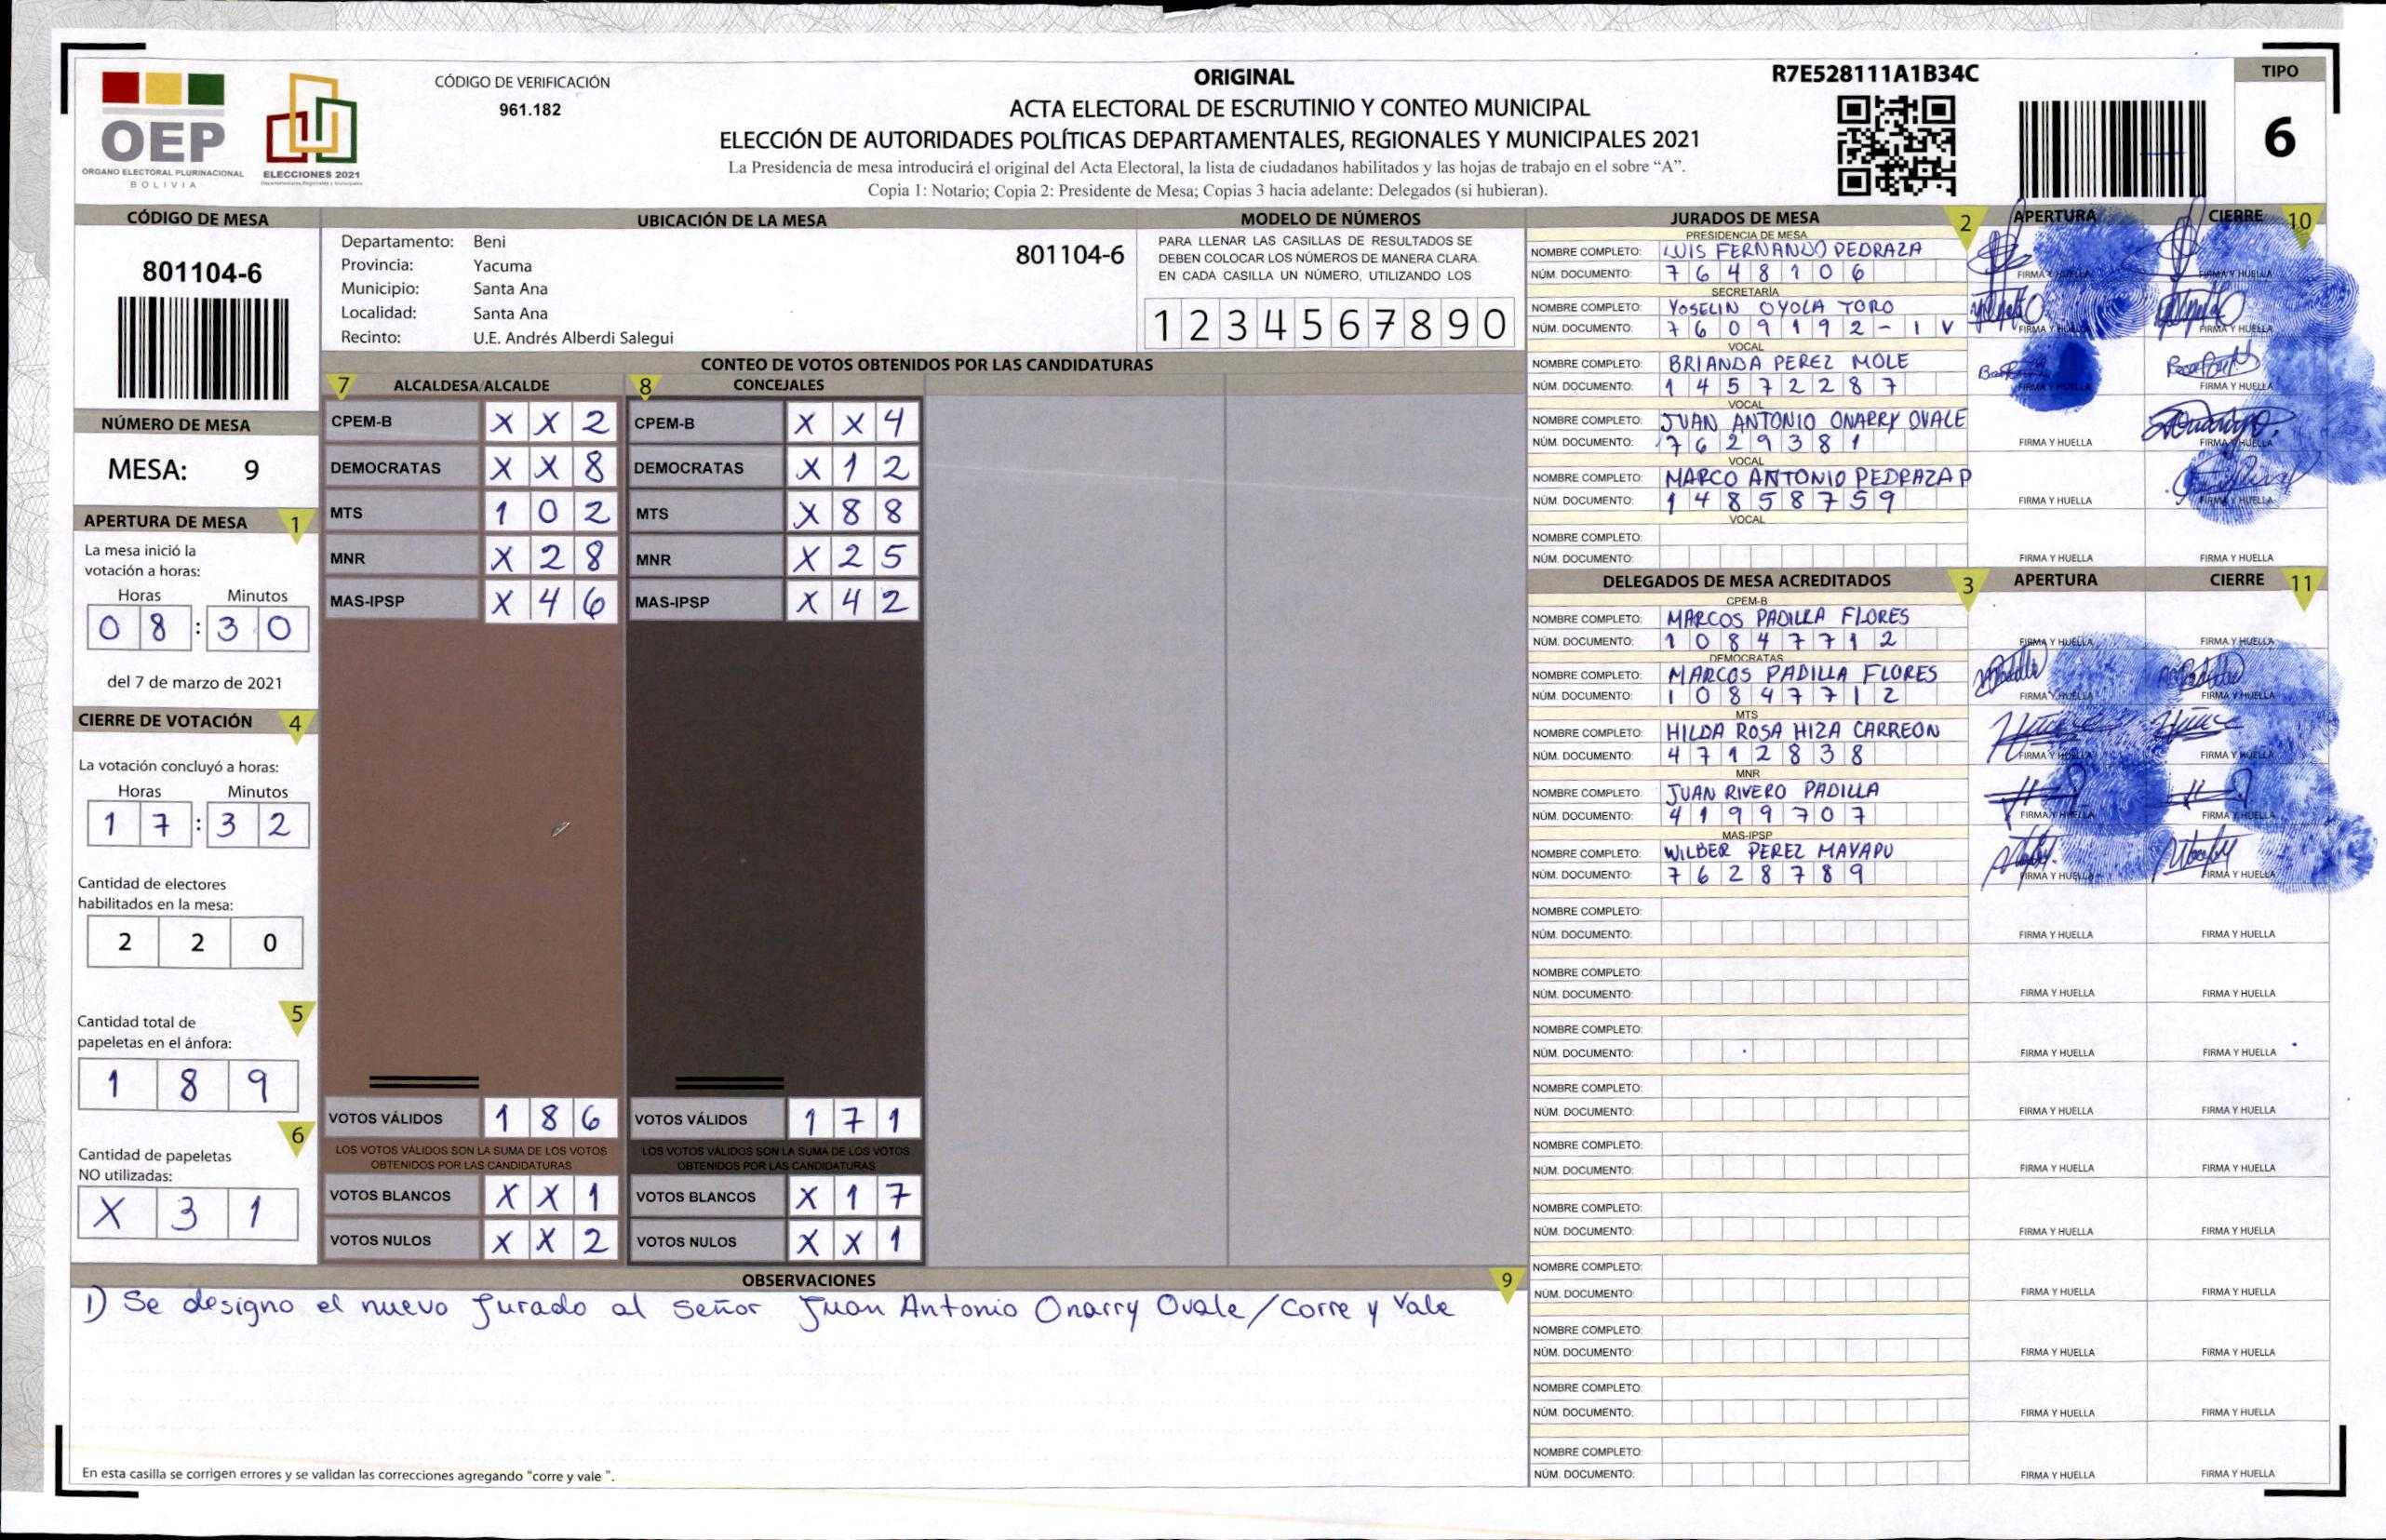 OEP
ÓRGANO ELECTORAL PLURINACIONAL
BOLIVIA
ELECCIONES 2021
CÓDIGO DE VERIFICACIÓN
961.182
ORIGINAL
ACTA ELECTORAL DE ESCRUTINIO Y CONTEO MUNICIPAL
ELECCIÓN DE AUTORIDADES POLÍTICAS DEPARTAMENTALES, REGIONALES Y MUNICIPALES 2021
La Presidencia de mesa introducirá el original del Acta Electoral, la lista de ciudadanos habilitados y las hojas de trabajo en el sobre “A”.
Copia 1: Notario; Copia 2: Presidente de Mesa; Copias 3 hacia adelante: Delegados (si hubieran).
R7E528111A1B34C
TIPO
6
CÓDIGO DE MESA
801104-6
NÚMERO DE MESA
MESA: 9
APERTURA DE MESA 1
La mesa inició la
votación a horas:
Horas Minutos
0 8 : 3 0
del 7 de marzo de 2021
CIERRE DE VOTACIÓN 4
La votación concluyó a horas:
Horas Minutos
1 7 : 3 2
Cantidad de electores
habilitados en la mesa:
2 2 0
5
Cantidad total de
papeletas en el ánfora:
1 8 9
6
Cantidad de papeletas
NO utilizadas:
X 3 1
UBICACIÓN DE LA MESA
Departamento: Beni
801104-6
Provincia: Yacuma
Municipio: Santa Ana
Localidad: Santa Ana
Recinto: U.E. Andrés Alberdi Salegui
MODELO DE NÚMEROS
PARA LLENAR LAS CASILLAS DE RESULTADOS SE
DEBEN COLOCAR LOS NÚMEROS DE MANERA CLARA.
EN CADA CASILLA UN NÚMERO, UTILIZANDO LOS
1 2 3 4 5 6 7 8 9 0
CONTEO DE VOTOS OBTENIDOS POR LAS CANDIDATURAS
7 ALCALDESA/ALCALDE
CPEM-B X X 2
DEMOCRATAS X X 8
MTS 1 0 2
MNR X 2 8
MAS-IPSP X 4 6
VOTOS VÁLIDOS 1 8 6
LOS VOTOS VÁLIDOS SON LA SUMA DE LOS VOTOS
OBTENIDOS POR LAS CANDIDATURAS
VOTOS BLANCOS X X 1
VOTOS NULOS X X 2
8 CONCEJALES
CPEM-B X X 4
DEMOCRATAS X 1 2
MTS X 8 8
MNR X 2 5
MAS-IPSP X 4 2
VOTOS VÁLIDOS 1 7 1
LOS VOTOS VÁLIDOS SON LA SUMA DE LOS VOTOS
OBTENIDOS POR LAS CANDIDATURAS
VOTOS BLANCOS X 1 7
VOTOS NULOS X X 1
OBSERVACIONES 9
1) Se designo el nuevo Jurado al Señor Juan Antonio Onarry Ovale / Corre y Vale
En esta casilla se corrigen errores y se validan las correcciones agregando "corre y vale ".
JURADOS DE MESA 2 APERTURA CIERRE 10
PRESIDENCIA DE MESA
NOMBRE COMPLETO: LUIS FERNANDO PEDRAZA
NÚM. DOCUMENTO: 7 6 4 8 1 0 6 FIRMA Y HUELLA FIRMA Y HUELLA
SECRETARÍA
NOMBRE COMPLETO: YOSELIN OYOLA TORO
NÚM. DOCUMENTO: 7 6 0 9 1 9 2 - 1 V FIRMA Y HUELLA FIRMA Y HUELLA
VOCAL
NOMBRE COMPLETO: BRIANDA PEREZ MOLE
NÚM. DOCUMENTO: 1 4 5 7 2 2 8 7 FIRMA Y HUELLA FIRMA Y HUELLA
VOCAL
NOMBRE COMPLETO: JUAN ANTONIO ONARRY OVALE
NÚM. DOCUMENTO: 7 6 2 9 3 8 1 FIRMA Y HUELLA FIRMA Y HUELLA
VOCAL
NOMBRE COMPLETO: MARCO ANTONIO PEDRAZA P
NÚM. DOCUMENTO: 1 4 8 5 8 7 5 9 FIRMA Y HUELLA FIRMA Y HUELLA
VOCAL
NOMBRE COMPLETO:
NÚM. DOCUMENTO: FIRMA Y HUELLA FIRMA Y HUELLA
DELEGADOS DE MESA ACREDITADOS 3 APERTURA CIERRE 11
CPEM-B
NOMBRE COMPLETO: MARCOS PADILLA FLORES
NÚM. DOCUMENTO: 1 0 8 4 7 7 1 2 FIRMA Y HUELLA FIRMA Y HUELLA
DEMOCRATAS
NOMBRE COMPLETO: MARCOS PADILLA FLORES
NÚM. DOCUMENTO: 1 0 8 4 7 7 1 2 FIRMA Y HUELLA FIRMA Y HUELLA
MTS
NOMBRE COMPLETO: HILDA ROSA HIZA CARREON
NÚM. DOCUMENTO: 4 7 1 2 8 3 8 FIRMA Y HUELLA FIRMA Y HUELLA
MNR
NOMBRE COMPLETO: JUAN RIVERO PADILLA
NÚM. DOCUMENTO: 4 1 9 9 7 0 7 FIRMA Y HUELLA FIRMA Y HUELLA
MAS-IPSP
NOMBRE COMPLETO: WILBER PEREZ MAYAPU
NÚM. DOCUMENTO: 7 6 2 8 7 8 9 FIRMA Y HUELLA FIRMA Y HUELLA
NOMBRE COMPLETO:
NÚM. DOCUMENTO: FIRMA Y HUELLA FIRMA Y HUELLA
NOMBRE COMPLETO:
NÚM. DOCUMENTO: FIRMA Y HUELLA FIRMA Y HUELLA
NOMBRE COMPLETO:
NÚM. DOCUMENTO: FIRMA Y HUELLA FIRMA Y HUELLA
NOMBRE COMPLETO:
NÚM. DOCUMENTO: FIRMA Y HUELLA FIRMA Y HUELLA
NOMBRE COMPLETO:
NÚM. DOCUMENTO: FIRMA Y HUELLA FIRMA Y HUELLA
NOMBRE COMPLETO:
NÚM. DOCUMENTO: FIRMA Y HUELLA FIRMA Y HUELLA
NOMBRE COMPLETO:
NÚM. DOCUMENTO: FIRMA Y HUELLA FIRMA Y HUELLA
NOMBRE COMPLETO:
NÚM. DOCUMENTO: FIRMA Y HUELLA FIRMA Y HUELLA
NOMBRE COMPLETO:
NÚM. DOCUMENTO: FIRMA Y HUELLA FIRMA Y HUELLA
NOMBRE COMPLETO:
NÚM. DOCUMENTO: FIRMA Y HUELLA FIRMA Y HUELLA